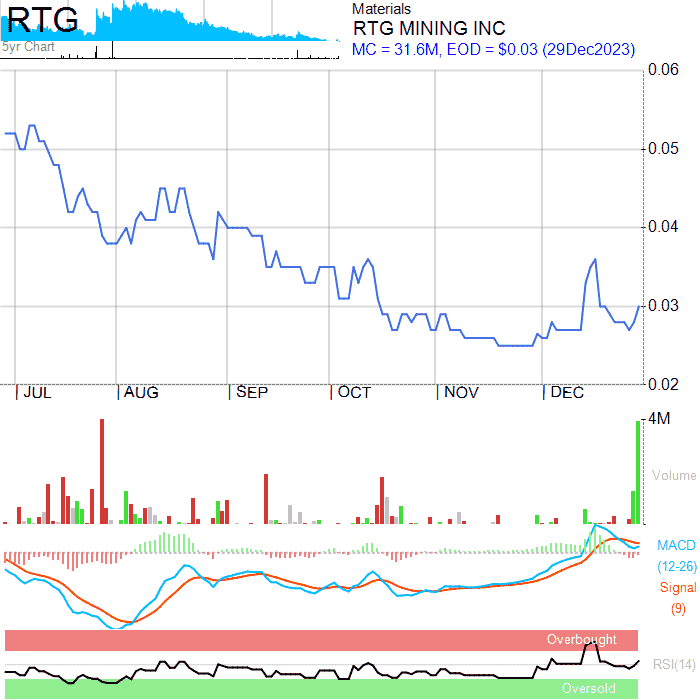 RTG
5yr Chart
Materials
RTG MINING INC
MC = 31.6M, EOD = $0.03 (29Dec2023)
0.06
0.05
0.04
0.03
0.02
JUL AUG SEP OCT NOV DEC
4M
Volume
MACD
(12-26)
Signal
(9)
Overbought
RSI(14)
Oversold